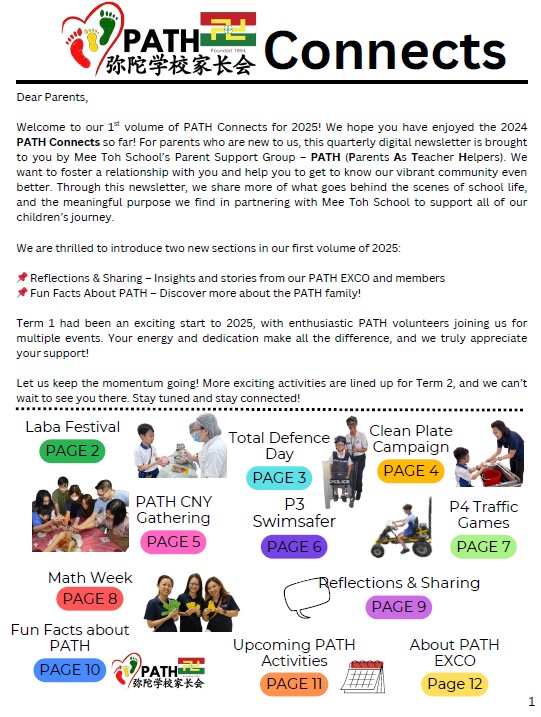 PATH
卍
Founded 1954
弥陀学校家长会
Connects
Dear Parents,
Welcome to our 1st volume of PATH Connects for 2025! We hope you have enjoyed the 2024
PATH Connects so far! For parents who are new to us, this quarterly digital newsletter is brought
to you by Mee Toh School's Parent Support Group – PATH (Parents As Teacher Helpers). We
want to foster a relationship with you and help you to get to know our vibrant community even
better. Through this newsletter, we share more of what goes behind the scenes of school life,
and the meaningful purpose we find in partnering with Mee Toh School to support all of our
children's journey.
We are thrilled to introduce two new sections in our first volume of 2025:
📌 Reflections & Sharing – Insights and stories from our PATH EXCO and members
📌 Fun Facts About PATH – Discover more about the PATH family!
Term 1 had been an exciting start to 2025, with enthusiastic PATH volunteers joining us for
multiple events. Your energy and dedication make all the difference, and we truly appreciate
your support!
Let us keep the momentum going! More exciting activities are lined up for Term 2, and we can't
wait to see you there. Stay tuned and stay connected!
Laba Festival
PAGE 2
Total Defence
Day
PAGE 3
POLICE
Clean Plate
Campaign
PAGE 4
PATH CNY
Gathering
PAGE 5
P3
Swimsafer
PAGE 6
P4 Traffic
Games
PAGE 7
Math Week
PAGE 8
Reflections & Sharing
PAGE 9
Fun Facts about
PATH
PAGE 10
PATH
弥陀学校家长会
Upcoming PATH
Activities
PAGE 11
About PATH
EXCO
Page 12
1